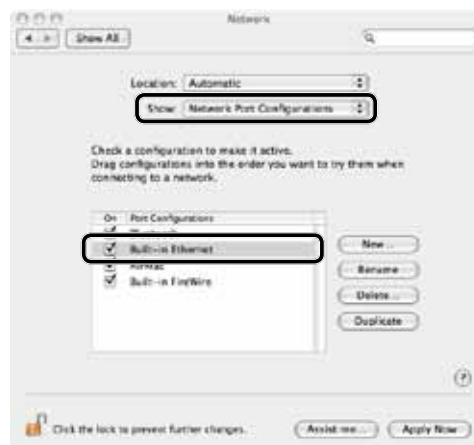 Network
Show All
Location: Automatic
Show: Network Port Configurations
Check a configuration to make it active.
Drag configurations into the order you want to try them when
connecting to a network.
On Port Configurations
Built-in Ethernet
Built-in FireWire
New...
Rename
Delete...
Duplicate
?
Click the lock to prevent further changes.
Assist me...
Apply Now